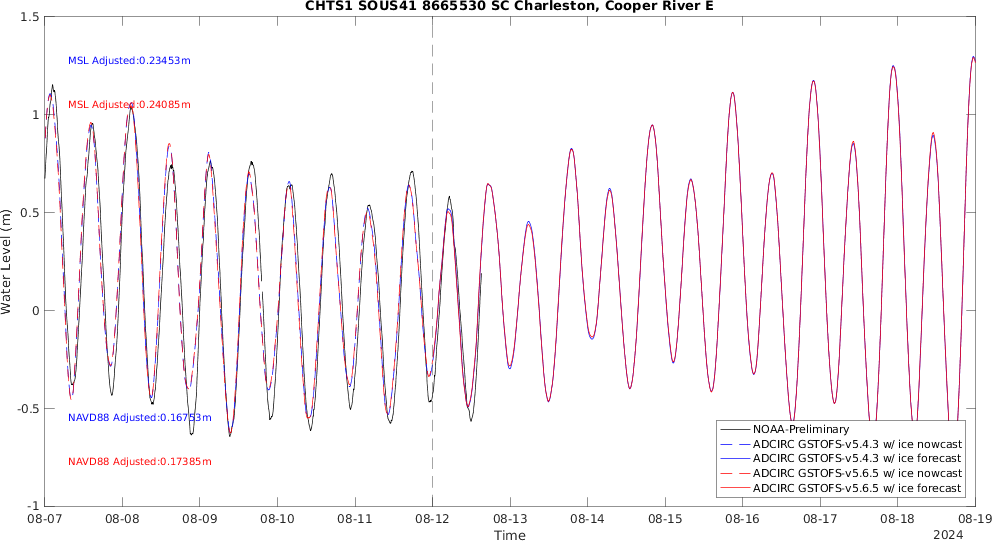 CHTS1 SOUS41 8665530 SC Charleston, Cooper River E
1.5
1
0.5
0
-0.5
-1
Water Level (m)
MSL Adjusted:0.23453m
MSL Adjusted:0.24085m
NAVD88 Adjusted:0.16753m
NAVD88 Adjusted:0.17385m
NOAA-Preliminary
ADCIRC GSTOFS-v5.4.3 w/ ice nowcast
ADCIRC GSTOFS-v5.4.3 w/ ice forecast
ADCIRC GSTOFS-v5.6.5 w/ ice nowcast
ADCIRC GSTOFS-v5.6.5 w/ ice forecast
08-07 08-08 08-09 08-10 08-11 08-12 08-13 08-14 08-15 08-16 08-17 08-18 08-19
Time
2024